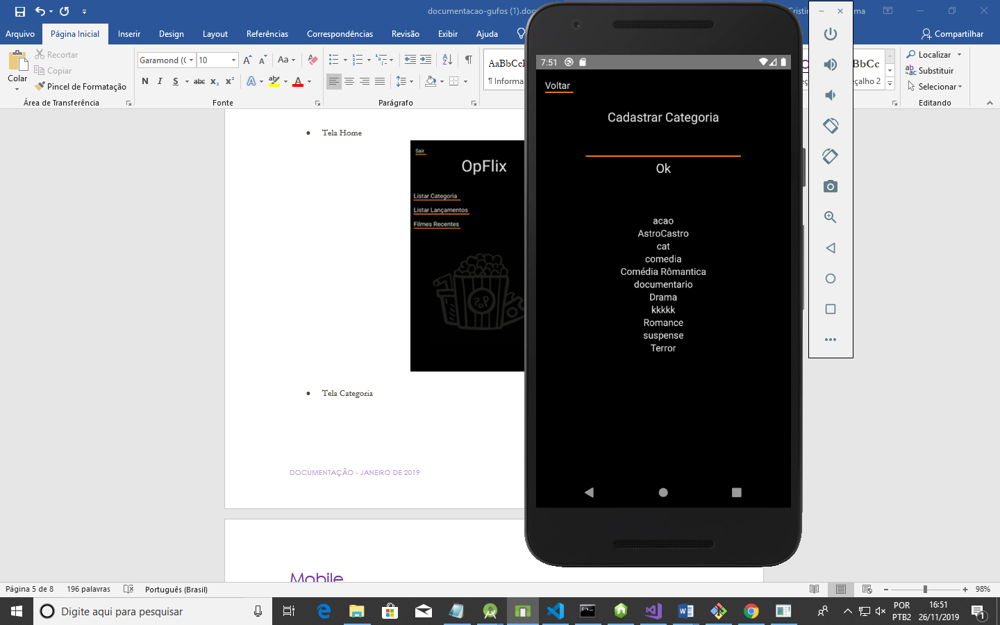 documentacao-gufos (1).doc
Cristin
ma
Arquivo
Página Inicial
Inserir
Design
Layout
Referências
Correspondências
Revisão
Exibir
Ajuda
Compartilhar
Colar
Recortar
Copiar
Pincel de Formatação
Área de Transferência
Garamond (C
10
Aa
N I S abc x₂ x²
Fonte
Parágrafo
AaBbCcI
¶ Informa
BbCc
eçalho 2
Localizar
Substituir
Selecionar
Editando
Tela Home
Sair
OpFlix
Listar Categoria
Listar Lançamentos
Filmes Recentes
Tela Categoria
DOCUMENTAÇÃO - JANEIRO DE 2019
Mobile
7:51
Voltar
Cadastrar Categoria
Ok
acao
AstroCastro
cat
comedia
Comédia Rômantica
documentario
Drama
kkkkk
Romance
suspense
Terror
Página 5 de 8
196 palavras
Português (Brasil)
98%
Digite aqui para pesquisar
POR
PTB2
16:51
26/11/2019
1